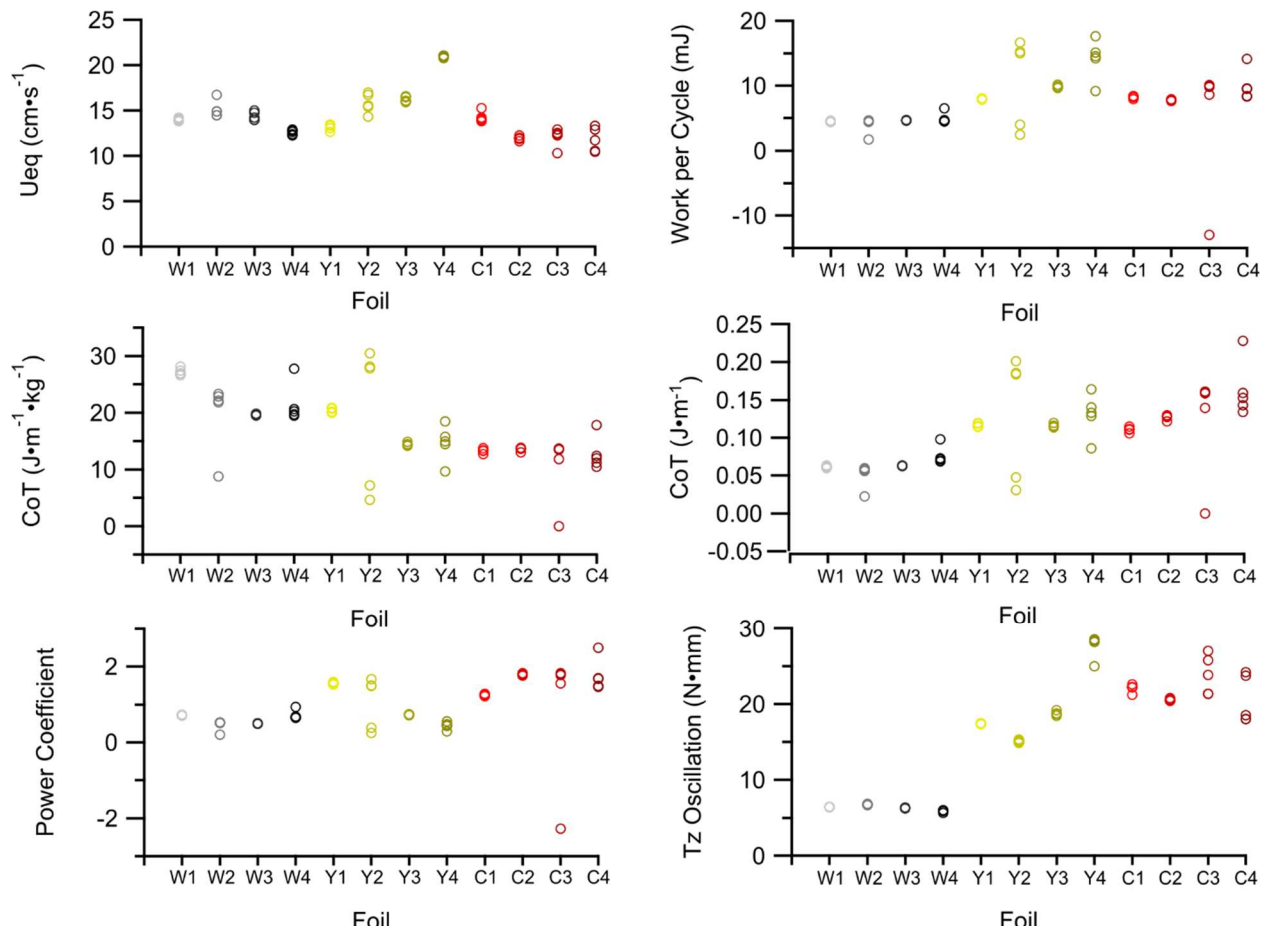 Ueq (cm•s⁻¹)
25
20
15
10
5
0
W1 W2 W3 W4 Y1 Y2 Y3 Y4 C1 C2 C3 C4
Foil
Work per Cycle (mJ)
20
10
0
-10
W1 W2 W3 W4 Y1 Y2 Y3 Y4 C1 C2 C3 C4
Foil
CoT (J•m⁻¹•kg⁻¹)
30
20
10
0
W1 W2 W3 W4 Y1 Y2 Y3 Y4 C1 C2 C3 C4
Foil
CoT (J•m⁻¹)
0.25
0.20
0.15
0.10
0.05
0.00
-0.05
W1 W2 W3 W4 Y1 Y2 Y3 Y4 C1 C2 C3 C4
Foil
Power Coefficient
2
0
-2
W1 W2 W3 W4 Y1 Y2 Y3 Y4 C1 C2 C3 C4
Foil
Tz Oscillation (N•mm)
30
20
10
0
W1 W2 W3 W4 Y1 Y2 Y3 Y4 C1 C2 C3 C4
Foil